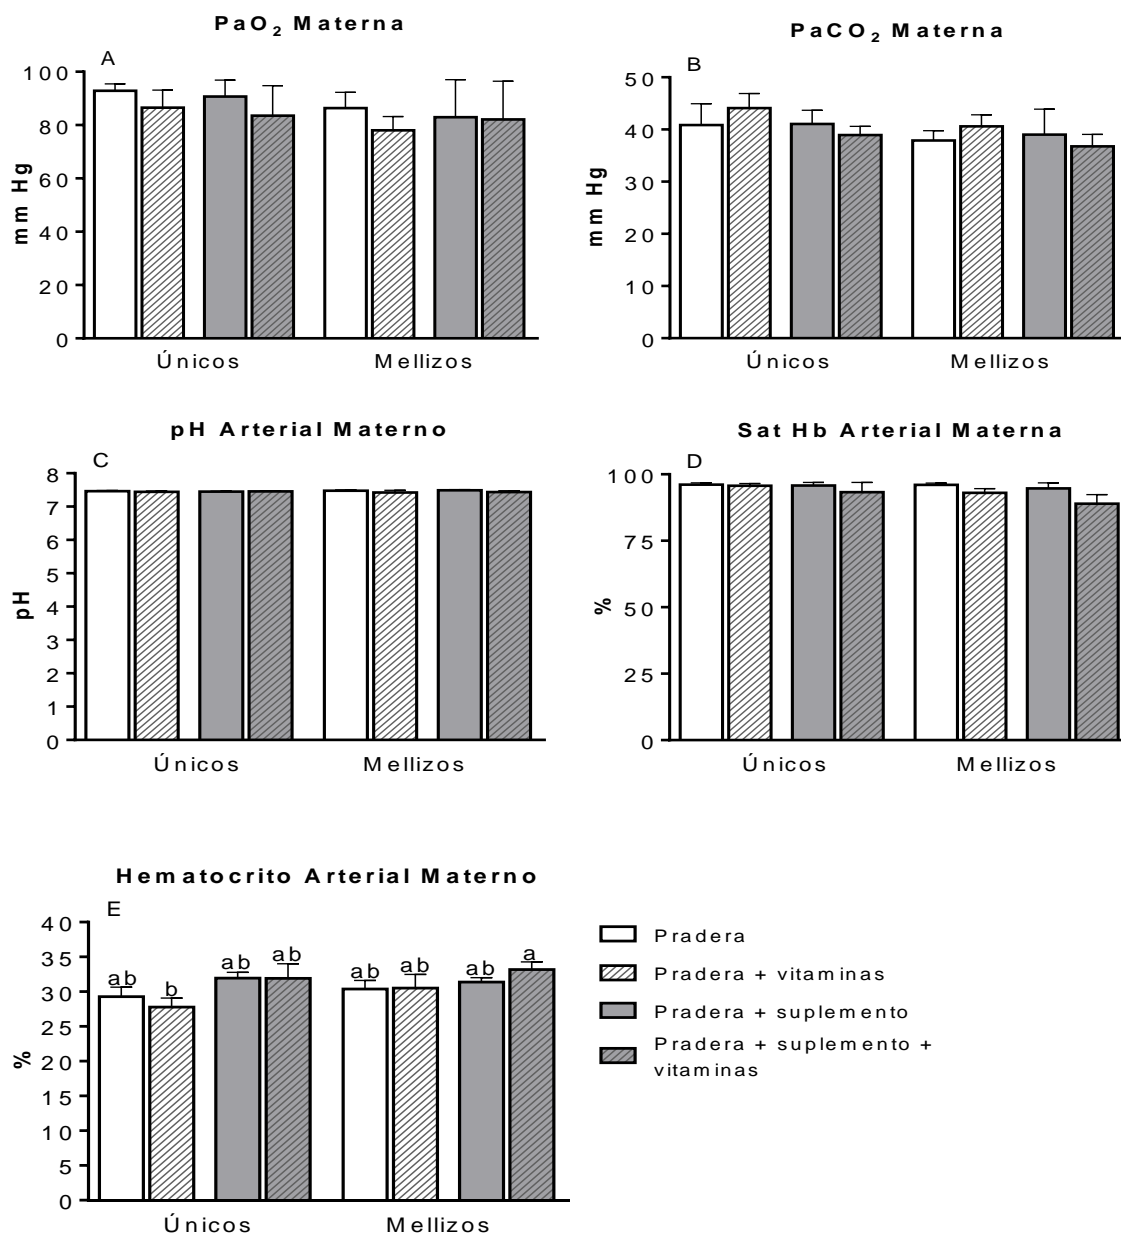 PaO2 Materna
A
100
80
60
40
20
0
mm Hg
Únicos Mellizos
PaCO2 Materna
B
50
40
30
20
10
0
mm Hg
Únicos Mellizos
pH Arterial Materno
C
8
7
6
5
4
3
2
1
0
pH
Únicos Mellizos
Sat Hb Arterial Materna
D
100
75
50
25
0
%
Únicos Mellizos
Hematocrito Arterial Materno
E
40
35
30
25
20
15
10
5
0
%
ab b ab ab ab ab ab a
Únicos Mellizos
Pradera
Pradera + vitaminas
Pradera + suplemento
Pradera + suplemento +
vitaminas